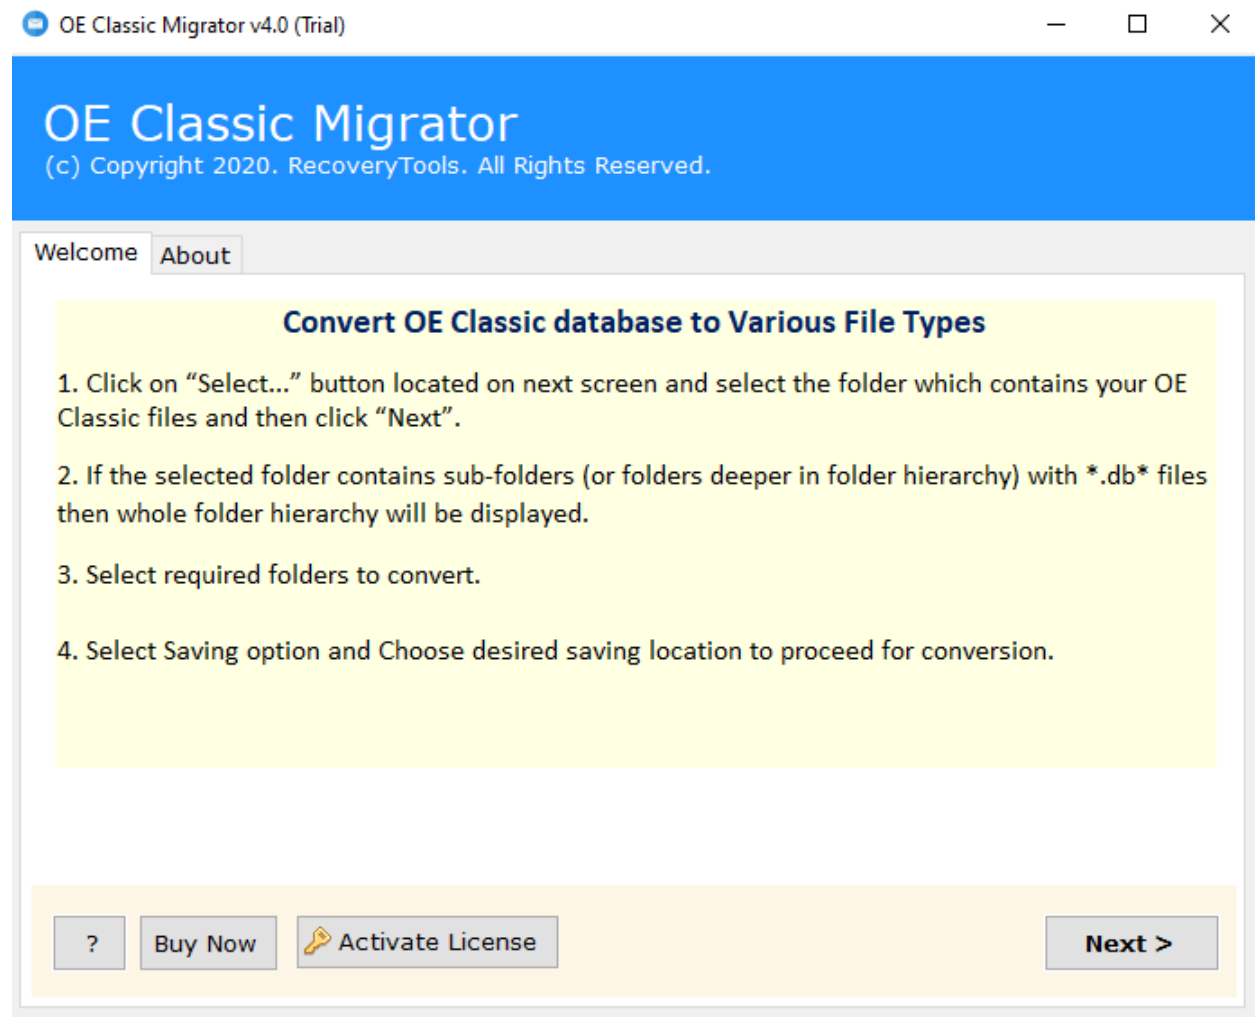 OE Classic Migrator v4.0 (Trial)
OE Classic Migrator
(c) Copyright 2020. RecoveryTools. All Rights Reserved.
Welcome About
Convert OE Classic database to Various File Types
1. Click on “Select...” button located on next screen and select the folder which contains your OE
Classic files and then click “Next”.
2. If the selected folder contains sub-folders (or folders deeper in folder hierarchy) with *.db* files
then whole folder hierarchy will be displayed.
3. Select required folders to convert.
4. Select Saving option and Choose desired saving location to proceed for conversion.
? Buy Now Activate License Next >